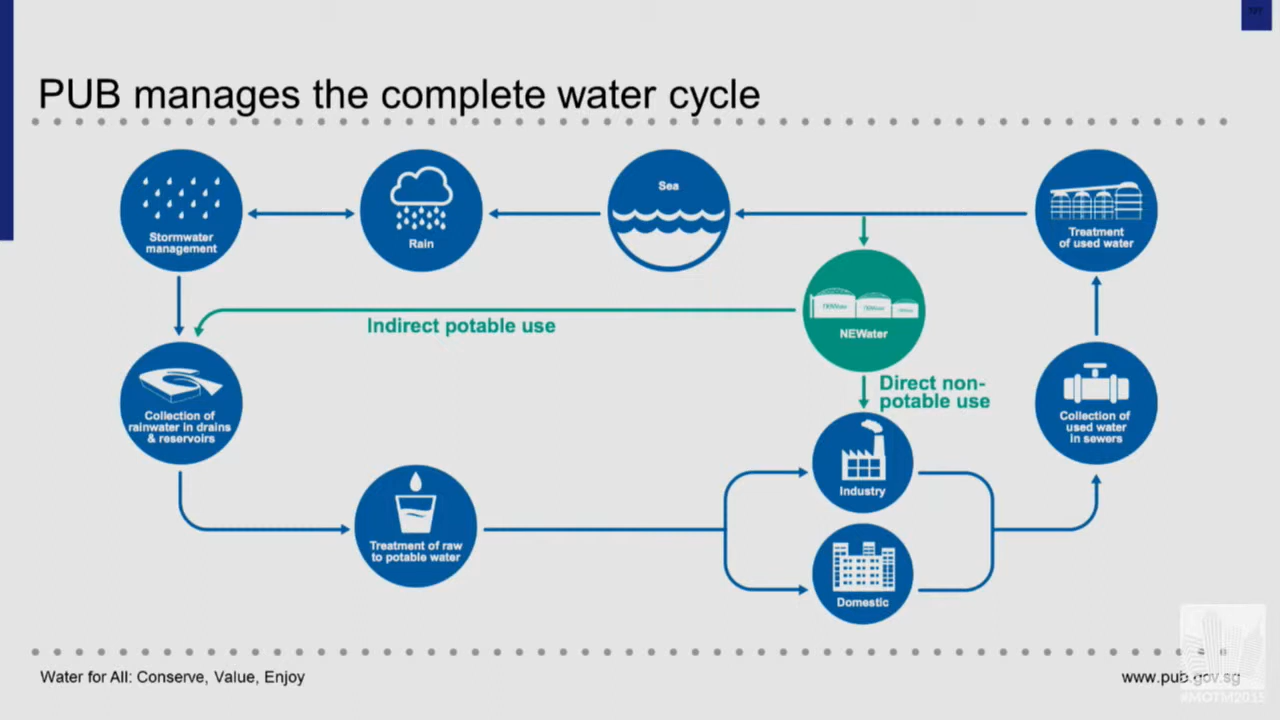 PUB manages the complete water cycle
Stormwater
management
Rain
Sea
Treatment
of used water
NEWater
Indirect potable use
Direct non-
potable use
Collection of
rainwater in drains
& reservoirs
Collection of
used water
in sewers
Industry
Treatment of raw
to potable water
Domestic
Water for All: Conserve, Value, Enjoy
www.pub.gov.sg
#MOTM2015